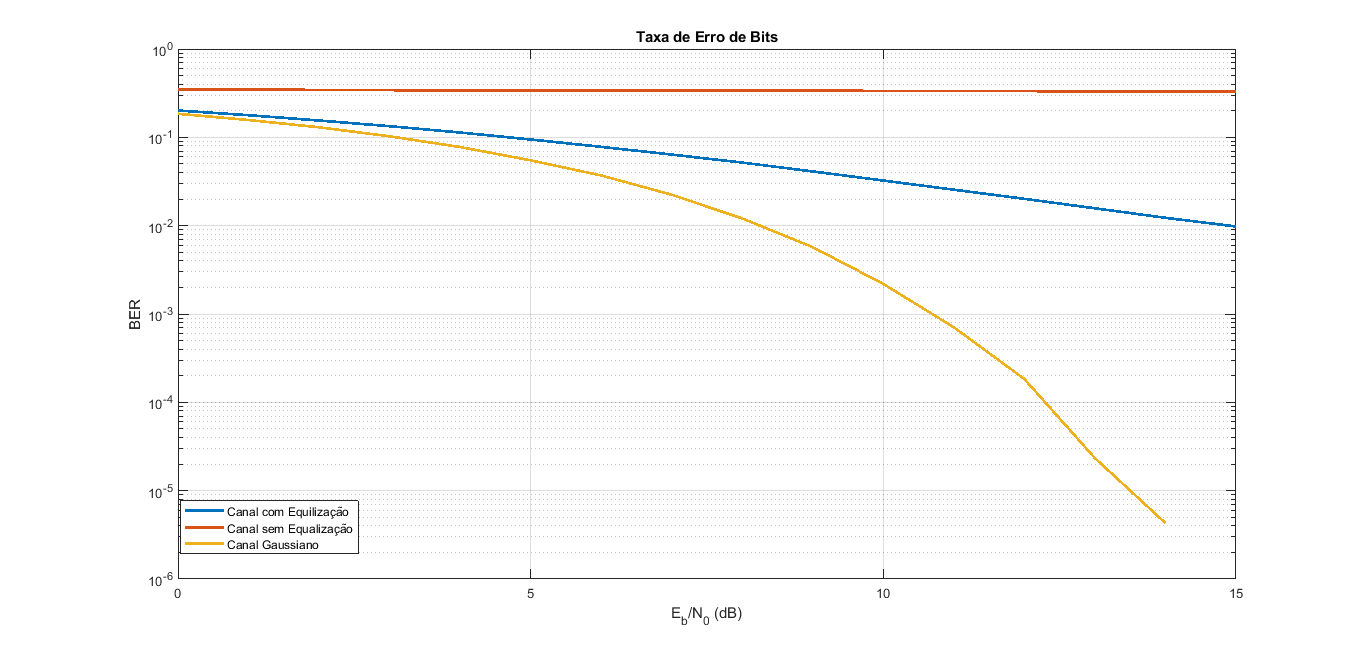 Taxa de Erro de Bits
10^0
10^-1
10^-2
10^-3
10^-4
10^-5
10^-6
BER
Canal com Equilização
Canal sem Equalização
Canal Gaussiano
0 5 10 15
E_b/N_0 (dB)